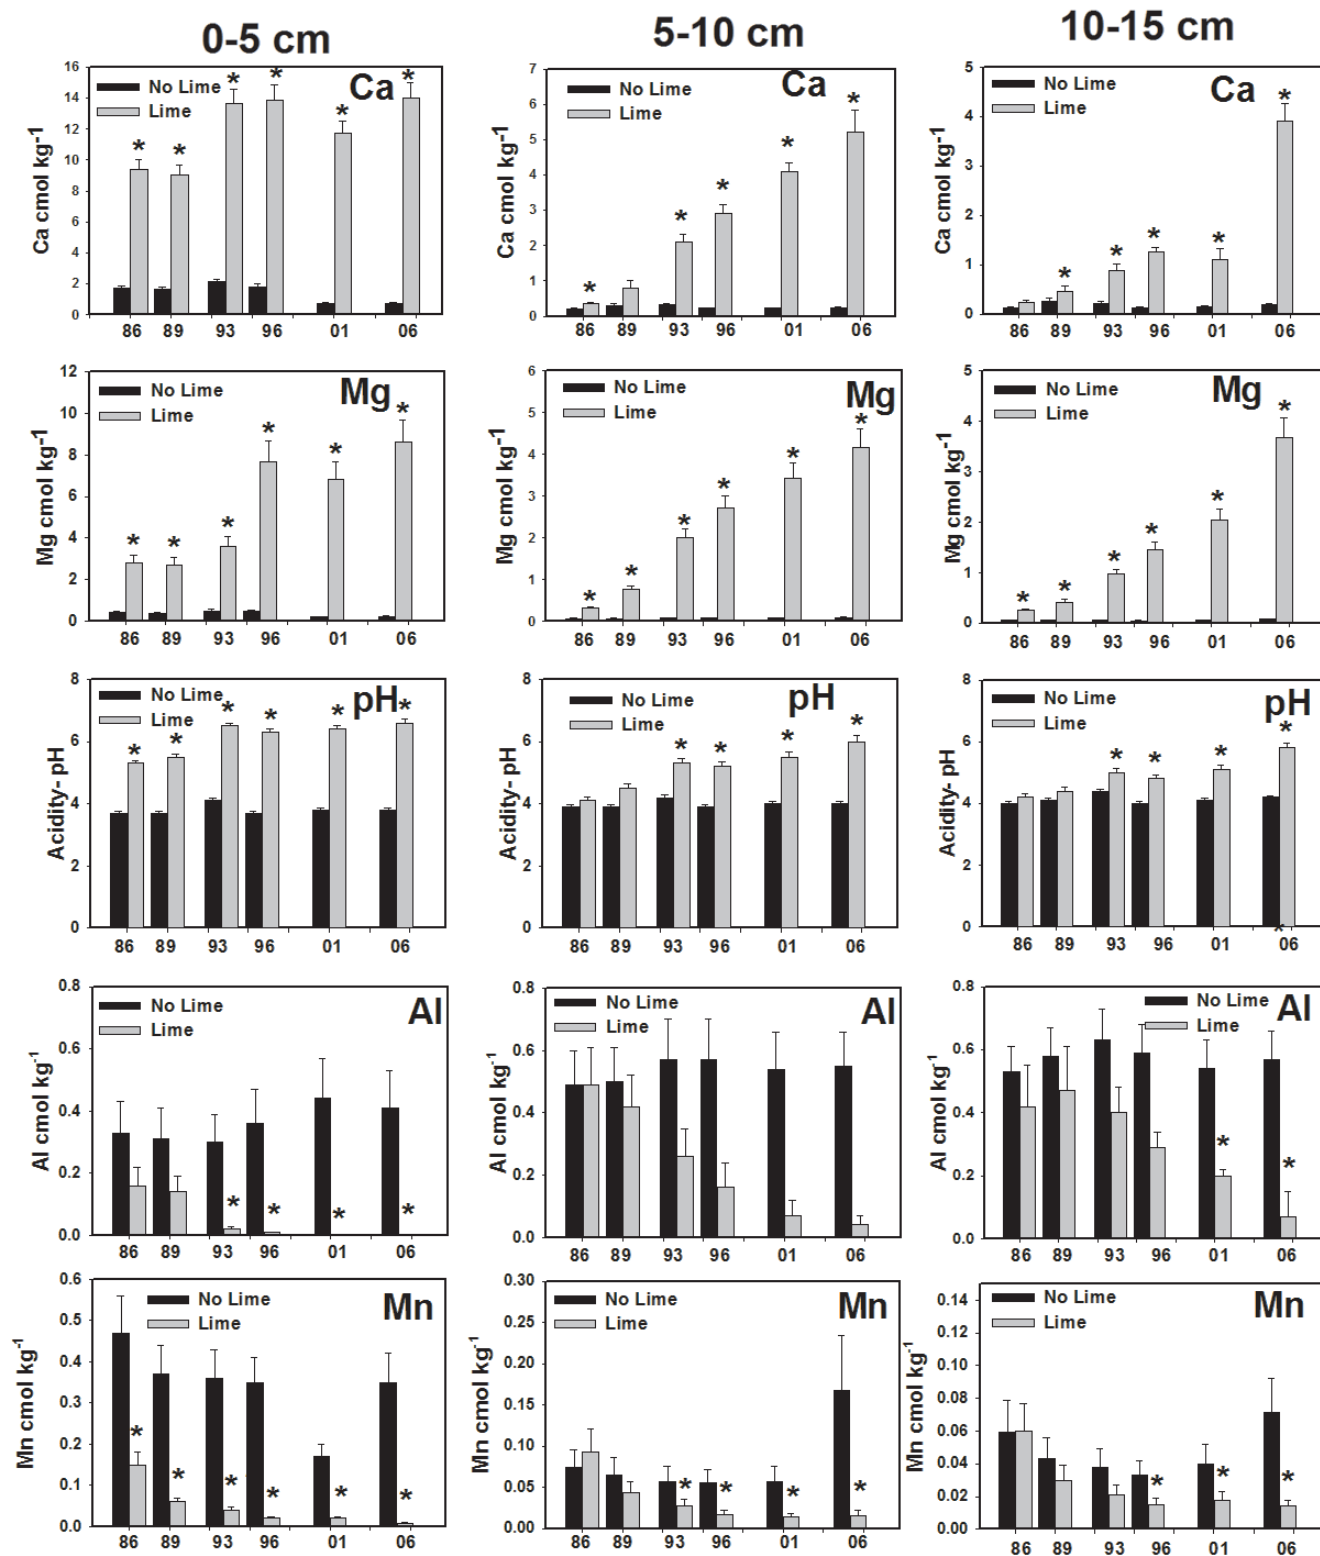 0-5 cm
5-10 cm
10-15 cm
Ca cmol kg-1
16
14
12
10
8
6
4
2
0
No Lime
Lime
Ca
* * * * * *
86 89 93 96 01 06
Ca cmol kg-1
7
6
5
4
3
2
1
0
No Lime
Lime
Ca
* * * * *
86 89 93 96 01 06
Ca cmol kg-1
5
4
3
2
1
0
No Lime
Lime
Ca
* * * * *
86 89 93 96 01 06
Mg cmol kg-1
12
10
8
6
4
2
0
No Lime
Lime
Mg
* * * * * *
86 89 93 96 01 06
Mg cmol kg-1
6
5
4
3
2
1
0
No Lime
Lime
Mg
* * * * * *
86 89 93 96 01 06
Mg cmol kg-1
5
4
3
2
1
0
No Lime
Lime
Mg
* * * * * *
86 89 93 96 01 06
Acidity- pH
8
6
4
2
0
No Lime
Lime
pH
* * * * * *
86 89 93 96 01 06
Acidity- pH
8
6
4
2
0
No Lime
Lime
pH
* * * *
86 89 93 96 01 06
Acidity- pH
8
6
4
2
0
No Lime
Lime
pH
* * * *
*
86 89 93 96 01 06
Al cmol kg-1
0.8
0.6
0.4
0.2
0.0
No Lime
Lime
Al
* * * *
86 89 93 96 01 06
Al cmol kg-1
0.8
0.6
0.4
0.2
0.0
No Lime
Lime
Al
86 89 93 96 01 06
Al cmol kg-1
0.8
0.6
0.4
0.2
0.0
No Lime
Lime
Al
* *
86 89 93 96 01 06
Mn cmol kg-1
0.6
0.5
0.4
0.3
0.2
0.1
0.0
No Lime
Lime
Mn
* * * * * *
86 89 93 96 01 06
Mn cmol kg-1
0.30
0.25
0.20
0.15
0.10
0.05
0.00
No Lime
Lime
Mn
* * * *
86 89 93 96 01 06
Mn cmol kg-1
0.14
0.12
0.10
0.08
0.06
0.04
0.02
0.00
No Lime
Lime
Mn
* * *
86 89 93 96 01 06